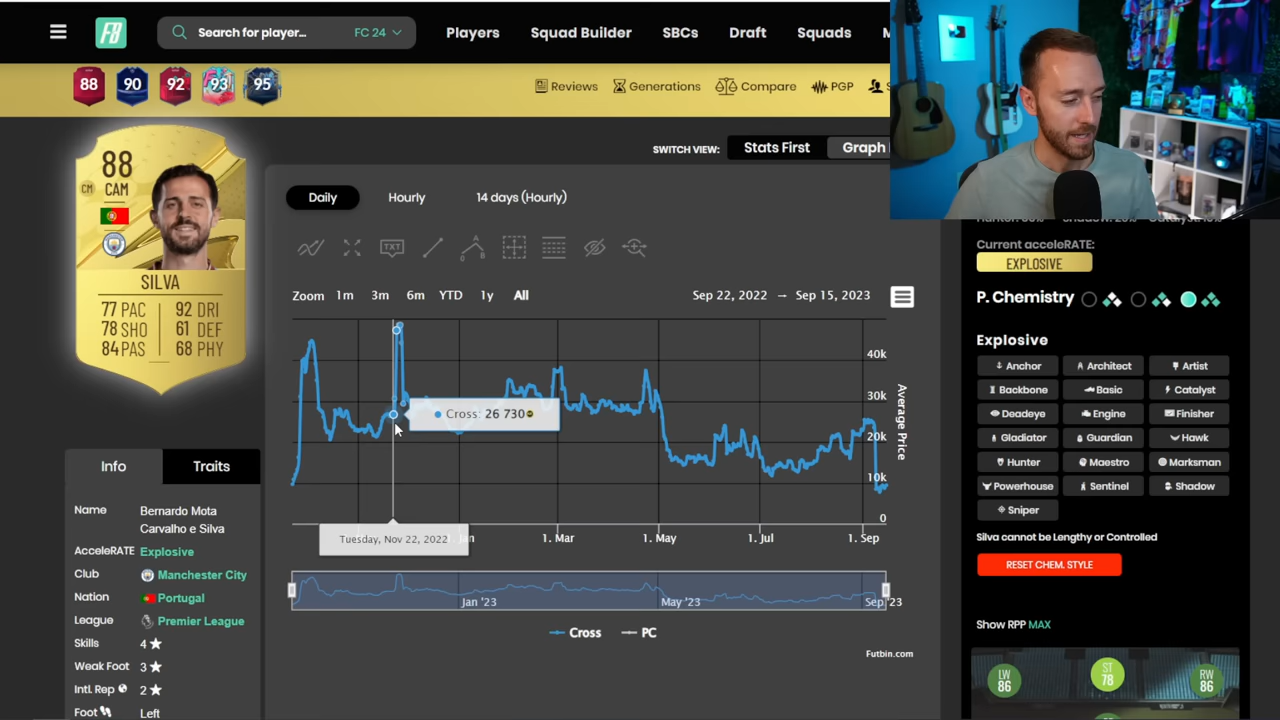 FB
Search for player...
FC 24
Players
Squad Builder
SBCs
Draft
Squads
88
90
92
93
95
Reviews
Generations
Compare
PGP
88
CAM
CM
SILVA
77 PAC
92 DRI
78 SHO
61 DEF
84 PAS
68 PHY
SWITCH VIEW:
Stats First
Graph
Daily
Hourly
14 days (Hourly)
TXT
Zoom
1m
3m
6m
YTD
1y
All
Sep 22, 2022 → Sep 15, 2023
40k
30k
20k
10k
0
Average Price
Cross: 26 730
Tuesday, Nov 22, 2022
1. Mar
1. May
1. Jul
1. Sep
Jan '23
May '23
Sep '23
Cross
PC
Futbin.com
Info
Traits
Name
Bernardo Mota
Carvalho e Silva
AcceleRATE
Explosive
Club
Manchester City
Nation
Portugal
League
Premier League
Skills
4
Weak Foot
3
Intl. Rep
2
Foot
Left
Current acceleRATE:
EXPLOSIVE
P. Chemistry
Explosive
Anchor
Architect
Artist
Backbone
Basic
Catalyst
Deadeye
Engine
Finisher
Gladiator
Guardian
Hawk
Hunter
Maestro
Marksman
Powerhouse
Sentinel
Shadow
Sniper
Silva cannot be Lengthy or Controlled
RESET CHEM. STYLE
Show RPP MAX
LW
86
ST
78
RW
86